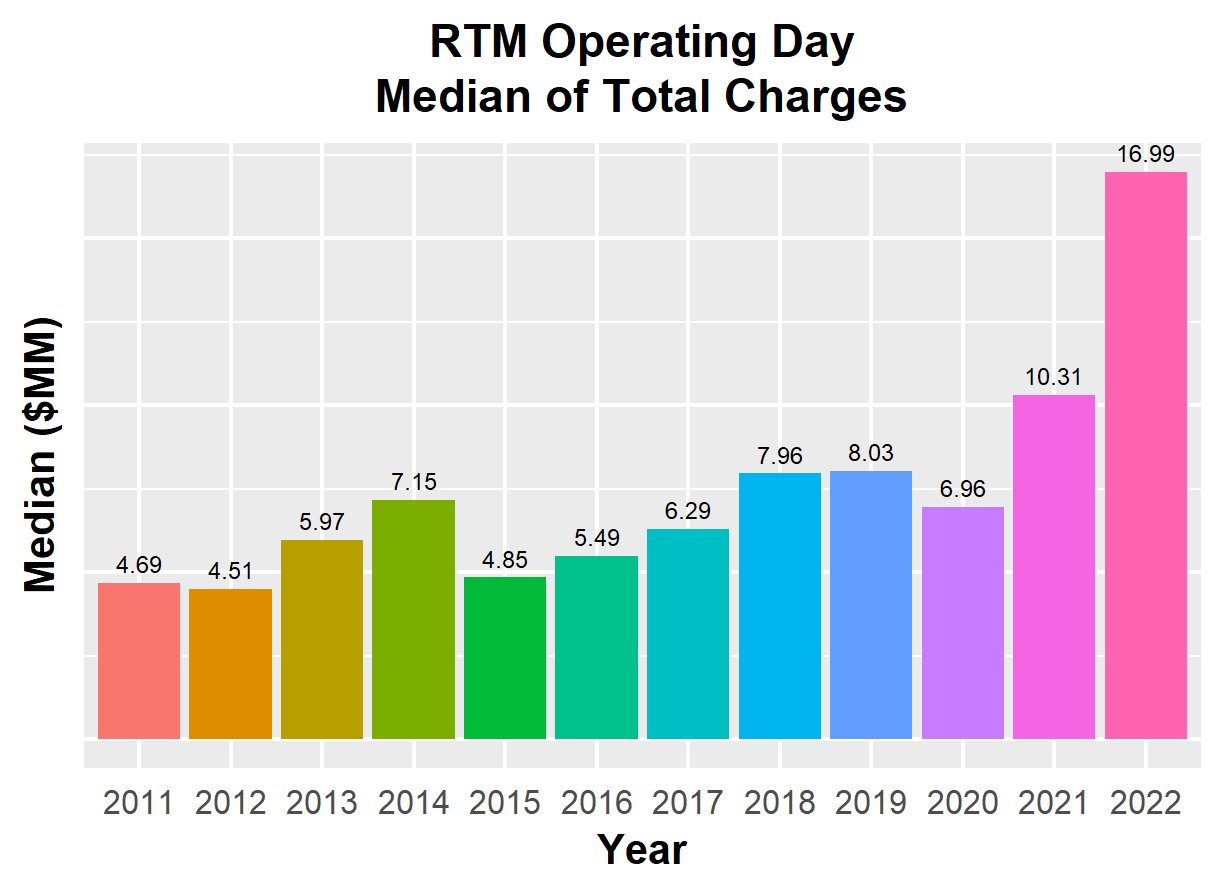 RTM Operating Day
Median of Total Charges
Median ($MM)
16.99
10.31
7.96
8.03
7.15
6.96
6.29
5.97
5.49
4.69
4.51
4.85
2011 2012 2013 2014 2015 2016 2017 2018 2019 2020 2021 2022
Year